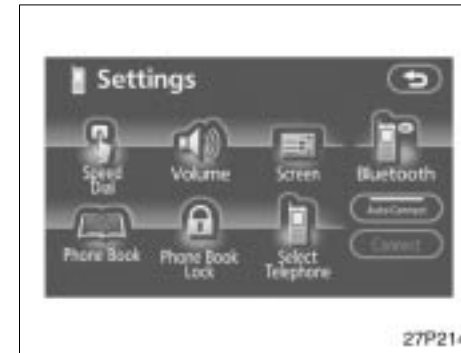 Settings
Speed
Dial
Volume
Screen
Bluetooth
Auto Connect
Connect
Phone Book
Phone Book
Lock
Select
Telephone
27P214